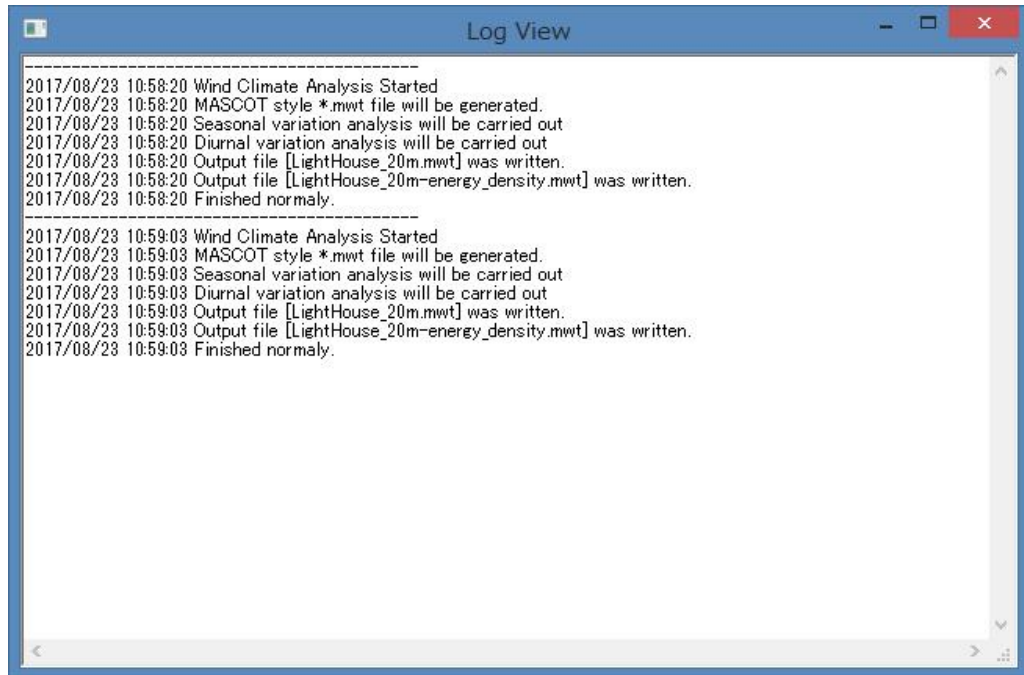 Log View
------------------------------------------
2017/08/23 10:58:20 Wind Climate Analysis Started
2017/08/23 10:58:20 MASCOT style *.mwt file will be generated.
2017/08/23 10:58:20 Seasonal variation analysis will be carried out
2017/08/23 10:58:20 Diurnal variation analysis will be carried out
2017/08/23 10:58:20 Output file [LightHouse_20m.mwt] was written.
2017/08/23 10:58:20 Output file [LightHouse_20m-energy_density.mwt] was written.
2017/08/23 10:58:20 Finished normaly.
------------------------------------------
2017/08/23 10:59:03 Wind Climate Analysis Started
2017/08/23 10:59:03 MASCOT style *.mwt file will be generated.
2017/08/23 10:59:03 Seasonal variation analysis will be carried out
2017/08/23 10:59:03 Diurnal variation analysis will be carried out
2017/08/23 10:59:03 Output file [LightHouse_20m.mwt] was written.
2017/08/23 10:59:03 Output file [LightHouse_20m-energy_density.mwt] was written.
2017/08/23 10:59:03 Finished normaly.